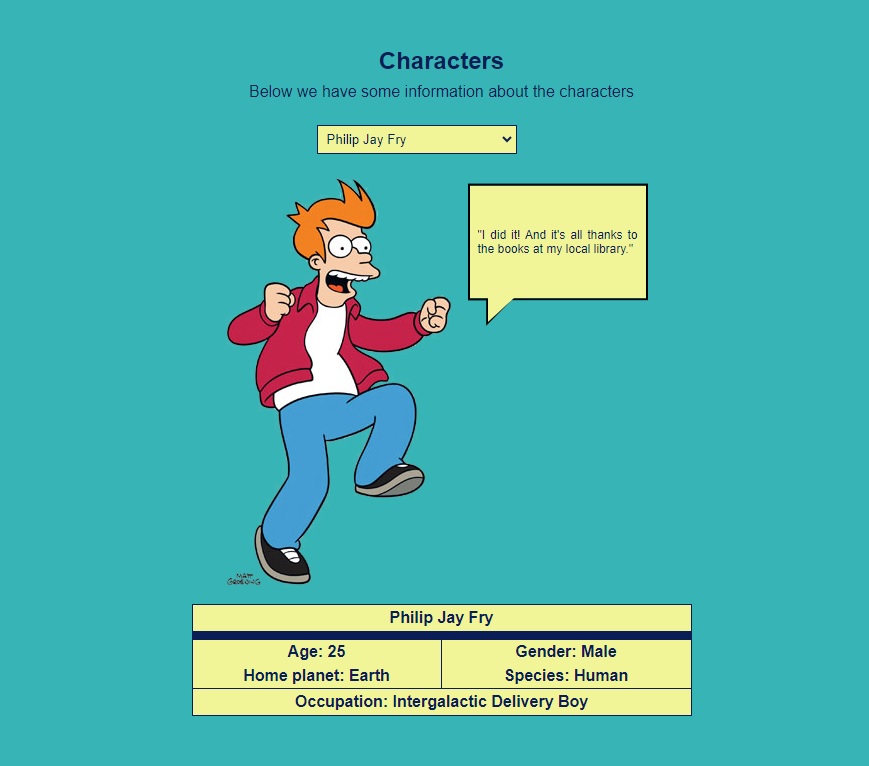 Characters
Below we have some information about the characters
Philip Jay Fry
"I did it! And it's all thanks to
the books at my local library."
MATT
GROENING
Philip Jay Fry
Age: 25
Gender: Male
Home planet: Earth
Species: Human
Occupation: Intergalactic Delivery Boy